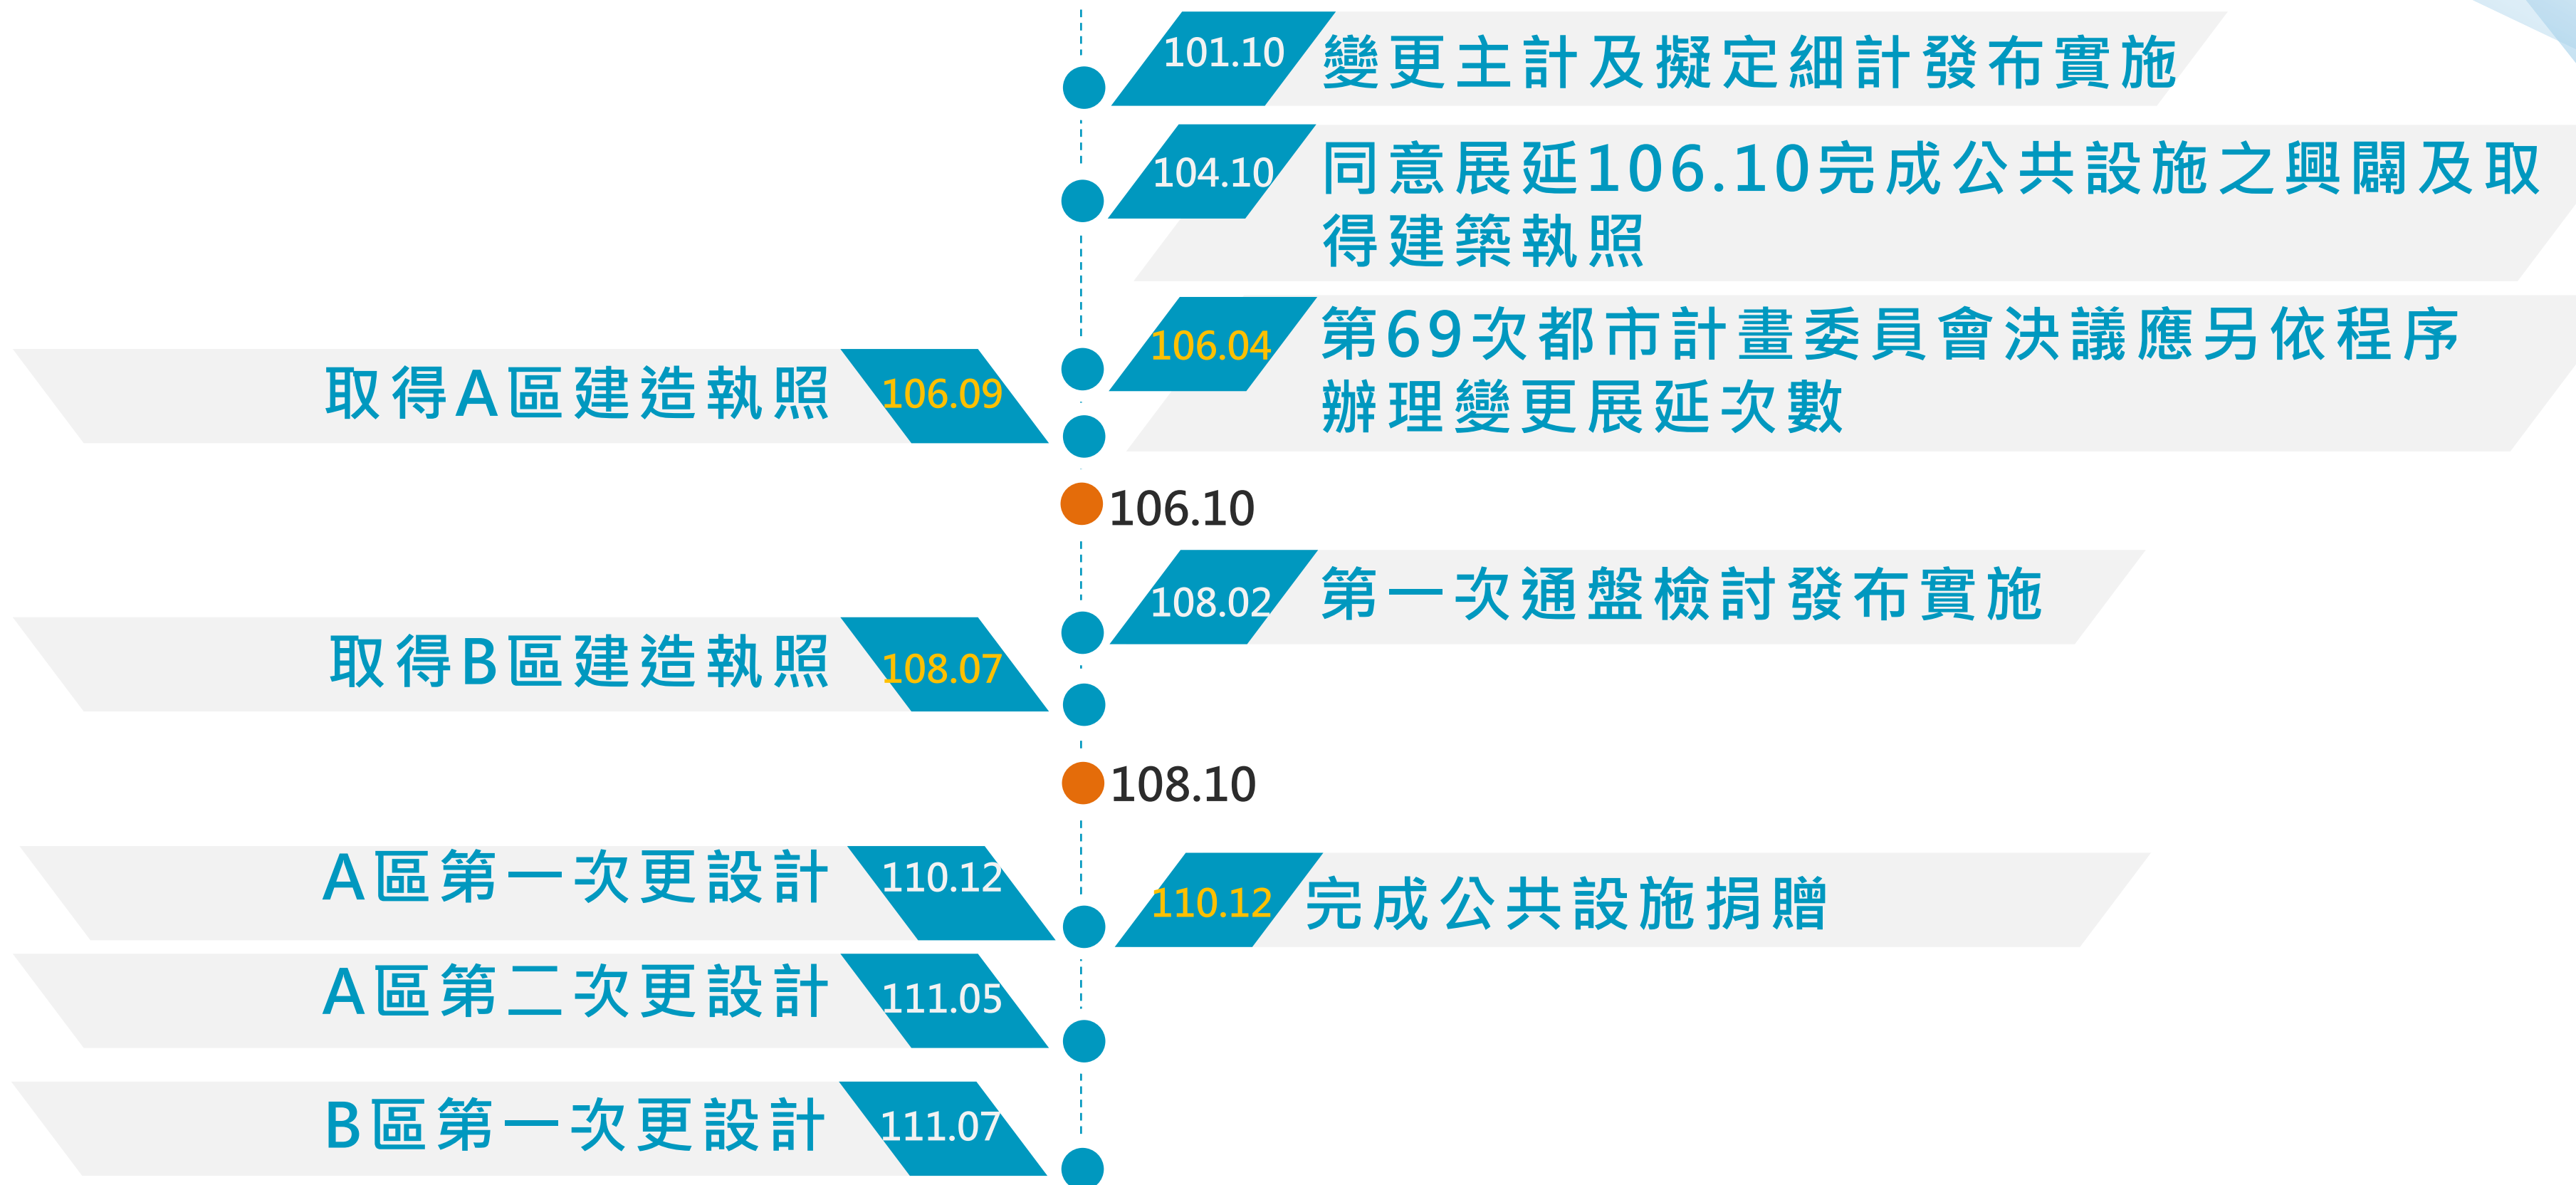 101.10 變更主計及擬定細計發布實施
104.10 同意展延106.10完成公共設施之興闢及取
得建築執照
106.04 第69次都市計畫委員會決議應另依程序
辦理變更展延次數
取得A區建造執照 106.09
106.10
108.02 第一次通盤檢討發布實施
取得B區建造執照 108.07
108.10
A區第一次更設計 110.12
110.12 完成公共設施捐贈
A區第二次更設計 111.05
B區第一次更設計 111.07